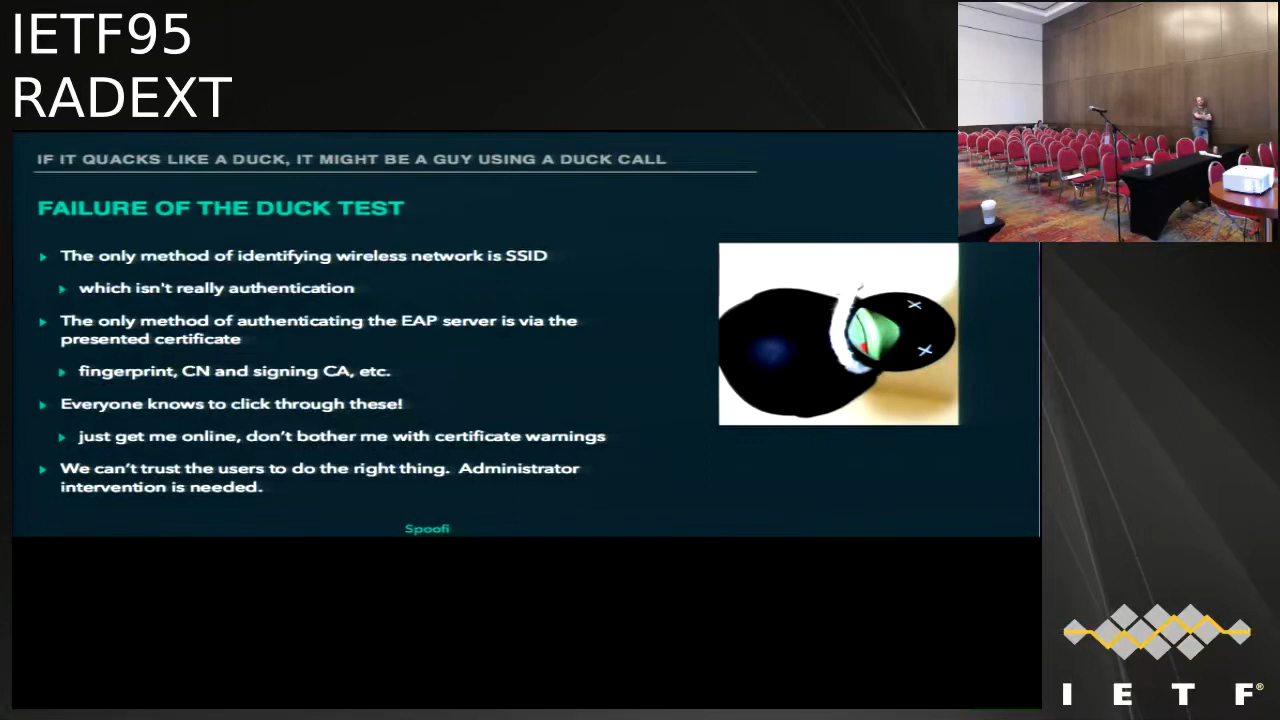 IETF95
RADEXT
IF IT QUACKS LIKE A DUCK, IT MIGHT BE A GUY USING A DUCK CALL
FAILURE OF THE DUCK TEST
The only method of identifying wireless network is SSID
which isn't really authentication
The only method of authenticating the EAP server is via the
presented certificate
fingerprint, CN and signing CA, etc.
Everyone knows to click through these!
just get me online, don't bother me with certificate warnings
We can't trust the users to do the right thing.  Administrator
intervention is needed.
Spoofi
I E T F®